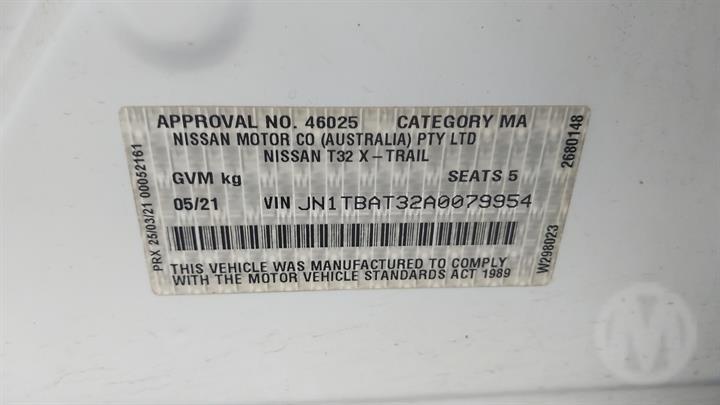 APPROVAL NO. 46025 CATEGORY MA
NISSAN MOTOR CO (AUSTRALIA) PTY LTD
NISSAN T32 X-TRAIL
GVM kg SEATS 5
05/21 VIN JN1TBAT32A0079954
THIS VEHICLE WAS MANUFACTURED TO COMPLY
WITH THE MOTOR VEHICLE STANDARDS ACT 1989
PRX 25/03/21 00052161
2680148
W298023
M